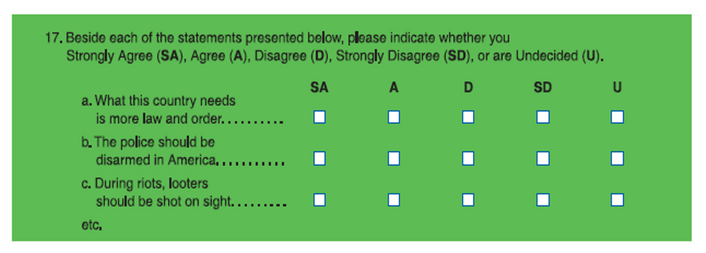 17. Beside each of the statements presented below, please indicate whether you
Strongly Agree (SA), Agree (A), Disagree (D), Strongly Disagree (SD), or are Undecided (U).
SA A D SD U
a. What this country needs
is more law and order..........
b. The police should be
disarmed in America...........
c. During riots, looters
should be shot on sight.........
etc.